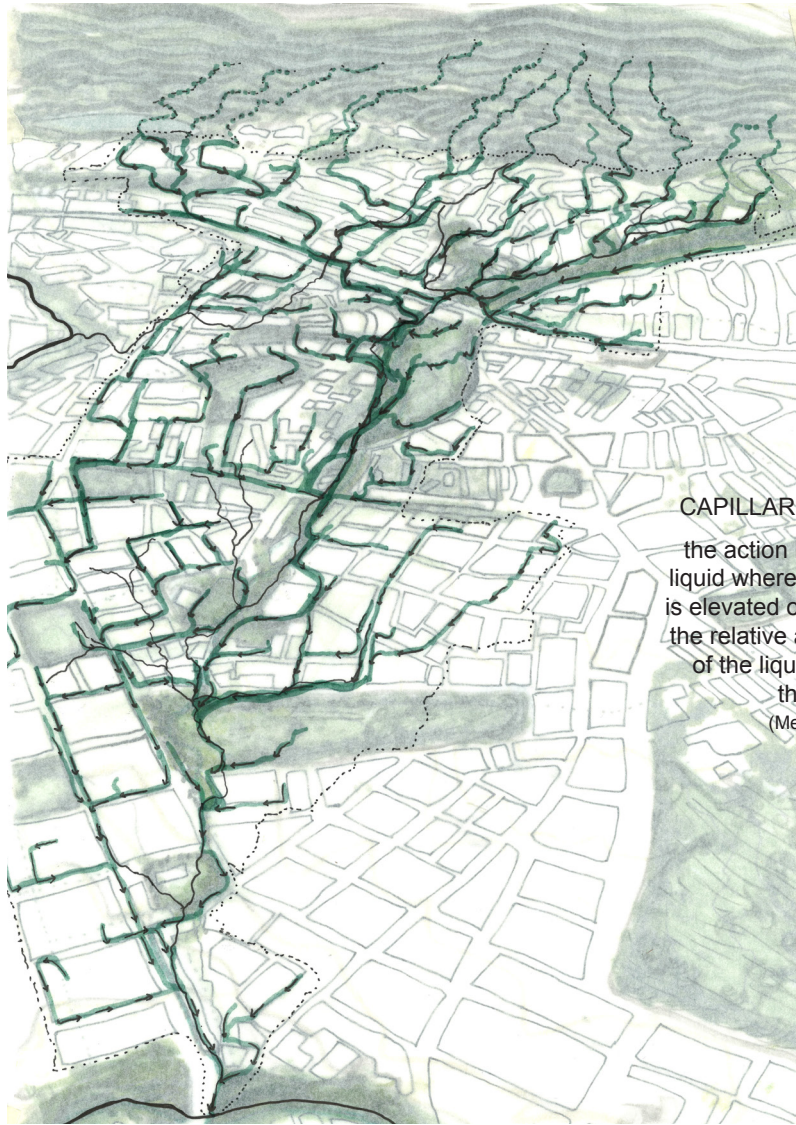 CAPILLAR
the action
liquid where
is elevated
the relative
of the liqu
th
(Me